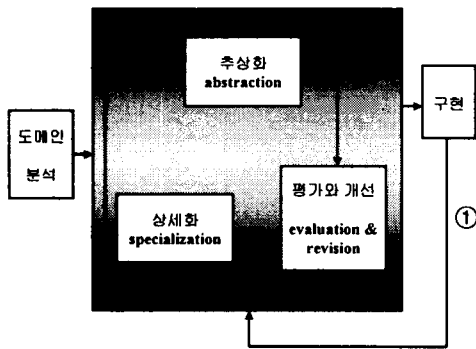 추상화
abstraction
구현
도메인
분석
평가와 개선
evaluation &
revision
상세화
specialization
①